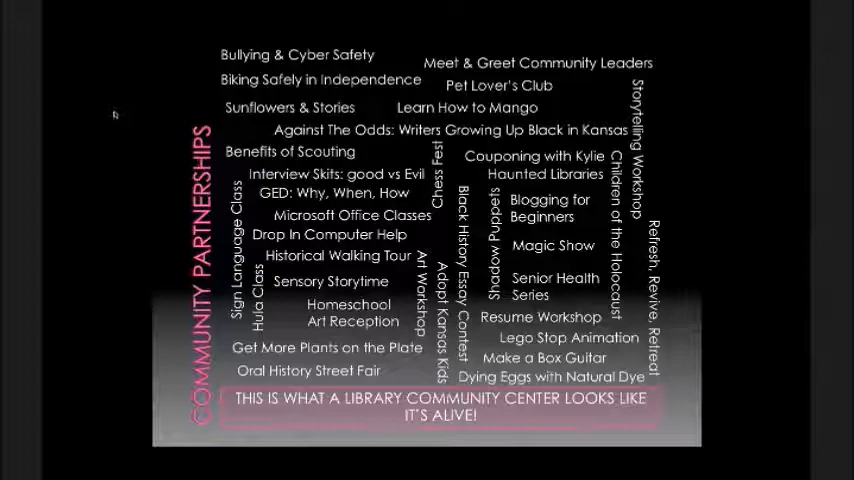 Bullying & Cyber Safety
Meet & Greet Community Leaders
Biking Safely in Independence
Pet Lover's Club
Sunflowers & Stories
Learn How to Mango
Storytelling Workshop
Against The Odds: Writers Growing Up Black in Kansas
COMMUNITY PARTNERSHIPS
Benefits of Scouting
Chess Fest
Couponing with Kylie
Children of the Holocaust
Interview Skits: good vs Evil
Haunted Libraries
Sign Language Class
GED: Why, When, How
Black History Essay Contest
Shadow Puppets
Blogging for
Beginners
Microsoft Office Classes
Refresh, Revive, Retreat
Drop In Computer Help
Magic Show
Historical Walking Tour
Art Workshop
Adopt Kansas Kids
Hula Class
Sensory Storytime
Senior Health
Series
Homeschool
Art Reception
Resume Workshop
Lego Stop Animation
Get More Plants on the Plate
Make a Box Guitar
Oral History Street Fair
Dying Eggs with Natural Dye
THIS IS WHAT A LIBRARY COMMUNITY CENTER LOOKS LIKE
IT'S ALIVE!